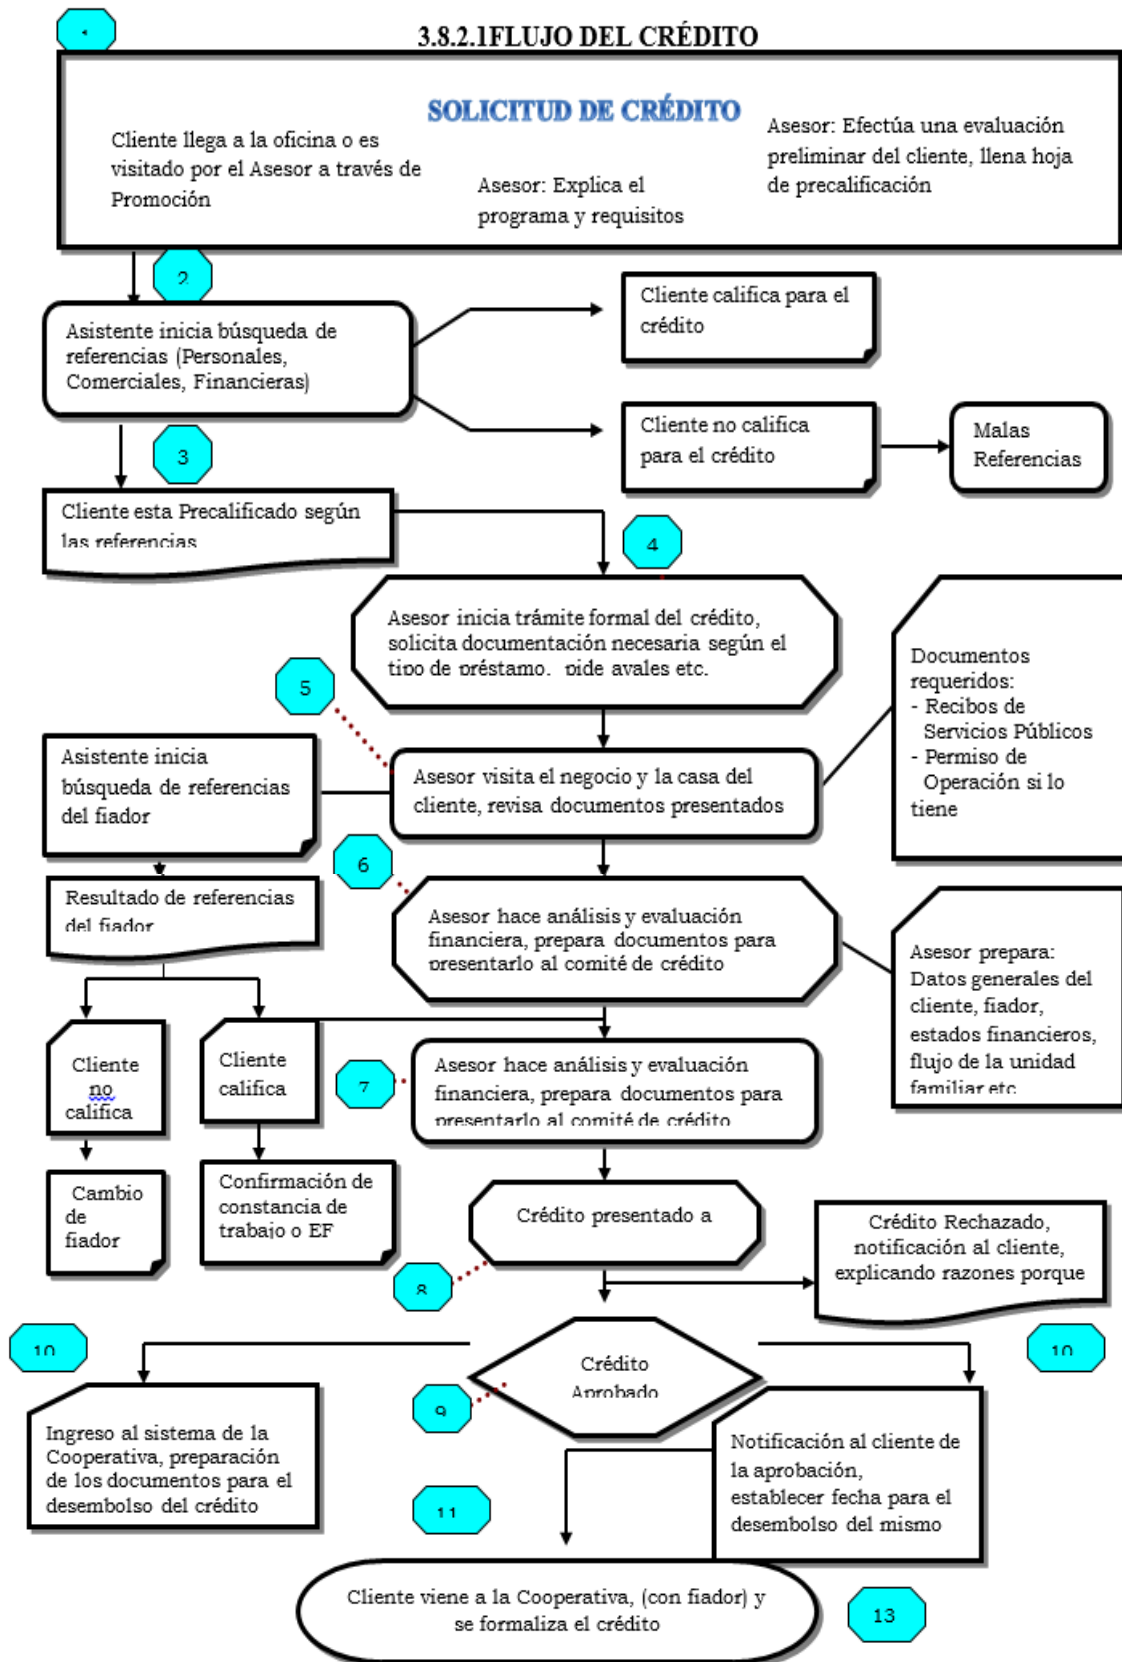 1
3.8.2.1FLUJO DEL CRÉDITO
SOLICITUD DE CRÉDITO
Cliente llega a la oficina o es
visitado por el Asesor a través de
Promoción
Asesor: Explica el
programa y requisitos
Asesor: Efectúa una evaluación
preliminar del cliente, llena hoja
de precalificación
2
Asistente inicia búsqueda de
referencias (Personales,
Comerciales, Financieras)
Cliente califica para el
crédito
Cliente no califica
para el crédito
Malas
Referencias
3
Cliente esta Precalificado según
las referencias
4
Asesor inicia trámite formal del crédito,
solicita documentación necesaria según el
tipo de préstamo, pide avales etc.
Documentos
requeridos:
- Recibos de
Servicios Públicos
- Permiso de
Operación si lo
tiene
5
Asistente inicia
búsqueda de referencias
del fiador
Asesor visita el negocio y la casa del
cliente, revisa documentos presentados
6
Resultado de referencias
del fiador
Asesor hace análisis y evaluación
financiera, prepara documentos para
presentarlo al comité de crédito
Asesor prepara:
Datos generales del
cliente, fiador,
estados financieros,
flujo de la unidad
familiar etc
Cliente
no
califica
Cliente
califica
7
Asesor hace análisis y evaluación
financiera, prepara documentos para
presentarlo al comité de crédito
Cambio
de
fiador
Confirmación de
constancia de
trabajo o EF
Crédito presentado a
8
Crédito Rechazado,
notificación al cliente,
explicando razones porque
10
10
Crédito
Aprobado
9
Ingreso al sistema de la
Cooperativa, preparación
de los documentos para el
desembolso del crédito
Notificación al cliente de
la aprobación,
establecer fecha para el
desembolso del mismo
11
Cliente viene a la Cooperativa, (con fiador) y
se formaliza el crédito
13